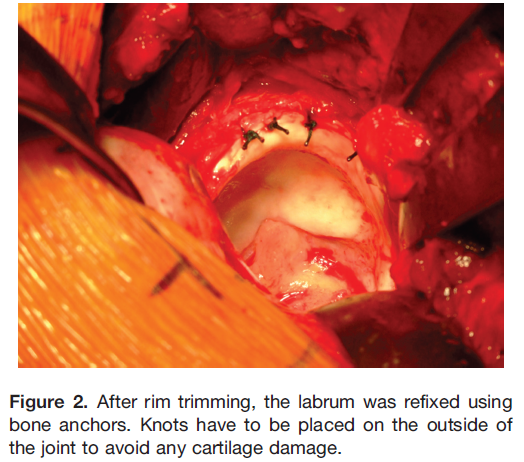 Figure 2. After rim trimming, the labrum was refixed using
bone anchors. Knots have to be placed on the outside of
the joint to avoid any cartilage damage.